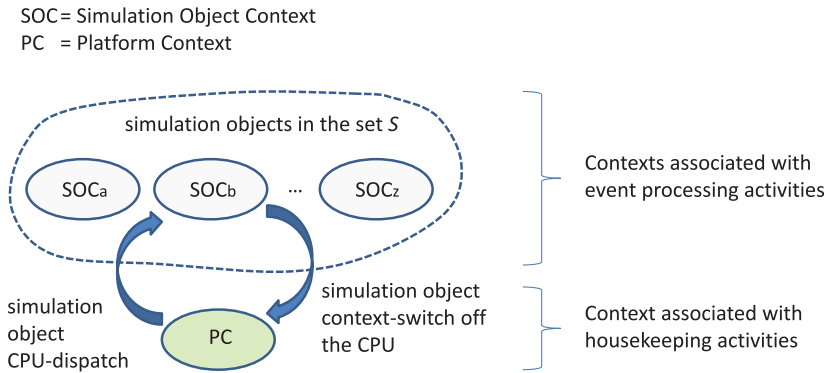 SOC = Simulation Object Context
PC = Platform Context
simulation objects in the set S
SOCa
SOCb
...
SOCz
Contexts associated with
event processing activities
simulation
object
CPU-dispatch
PC
simulation object
context-switch off
the CPU
Context associated with
housekeeping activities